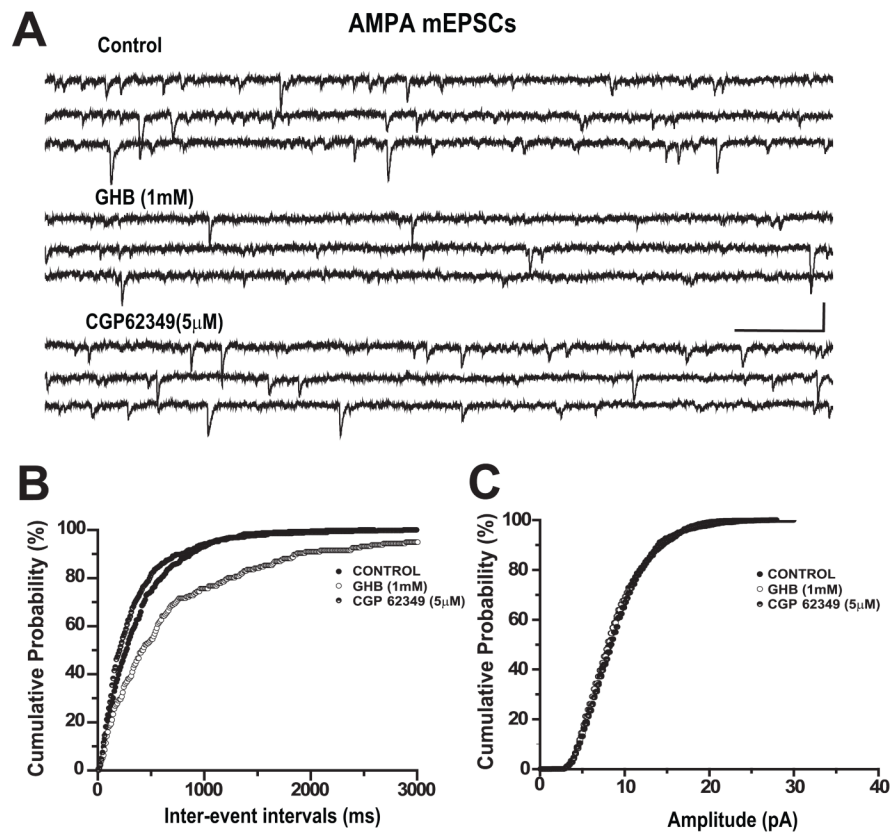 A
AMPA mEPSCs
Control
GHB (1mM)
CGP62349(5μM)
B
Cumulative Probability (%)
100
80
60
40
20
0
0
1000
2000
3000
Inter-event intervals (ms)
CONTROL
GHB (1mM)
CGP 62349 (5μM)
C
Cumulative Probability (%)
100
80
60
40
20
0
0
10
20
30
40
Amplitude (pA)
CONTROL
GHB (1mM)
CGP 62349 (5μM)